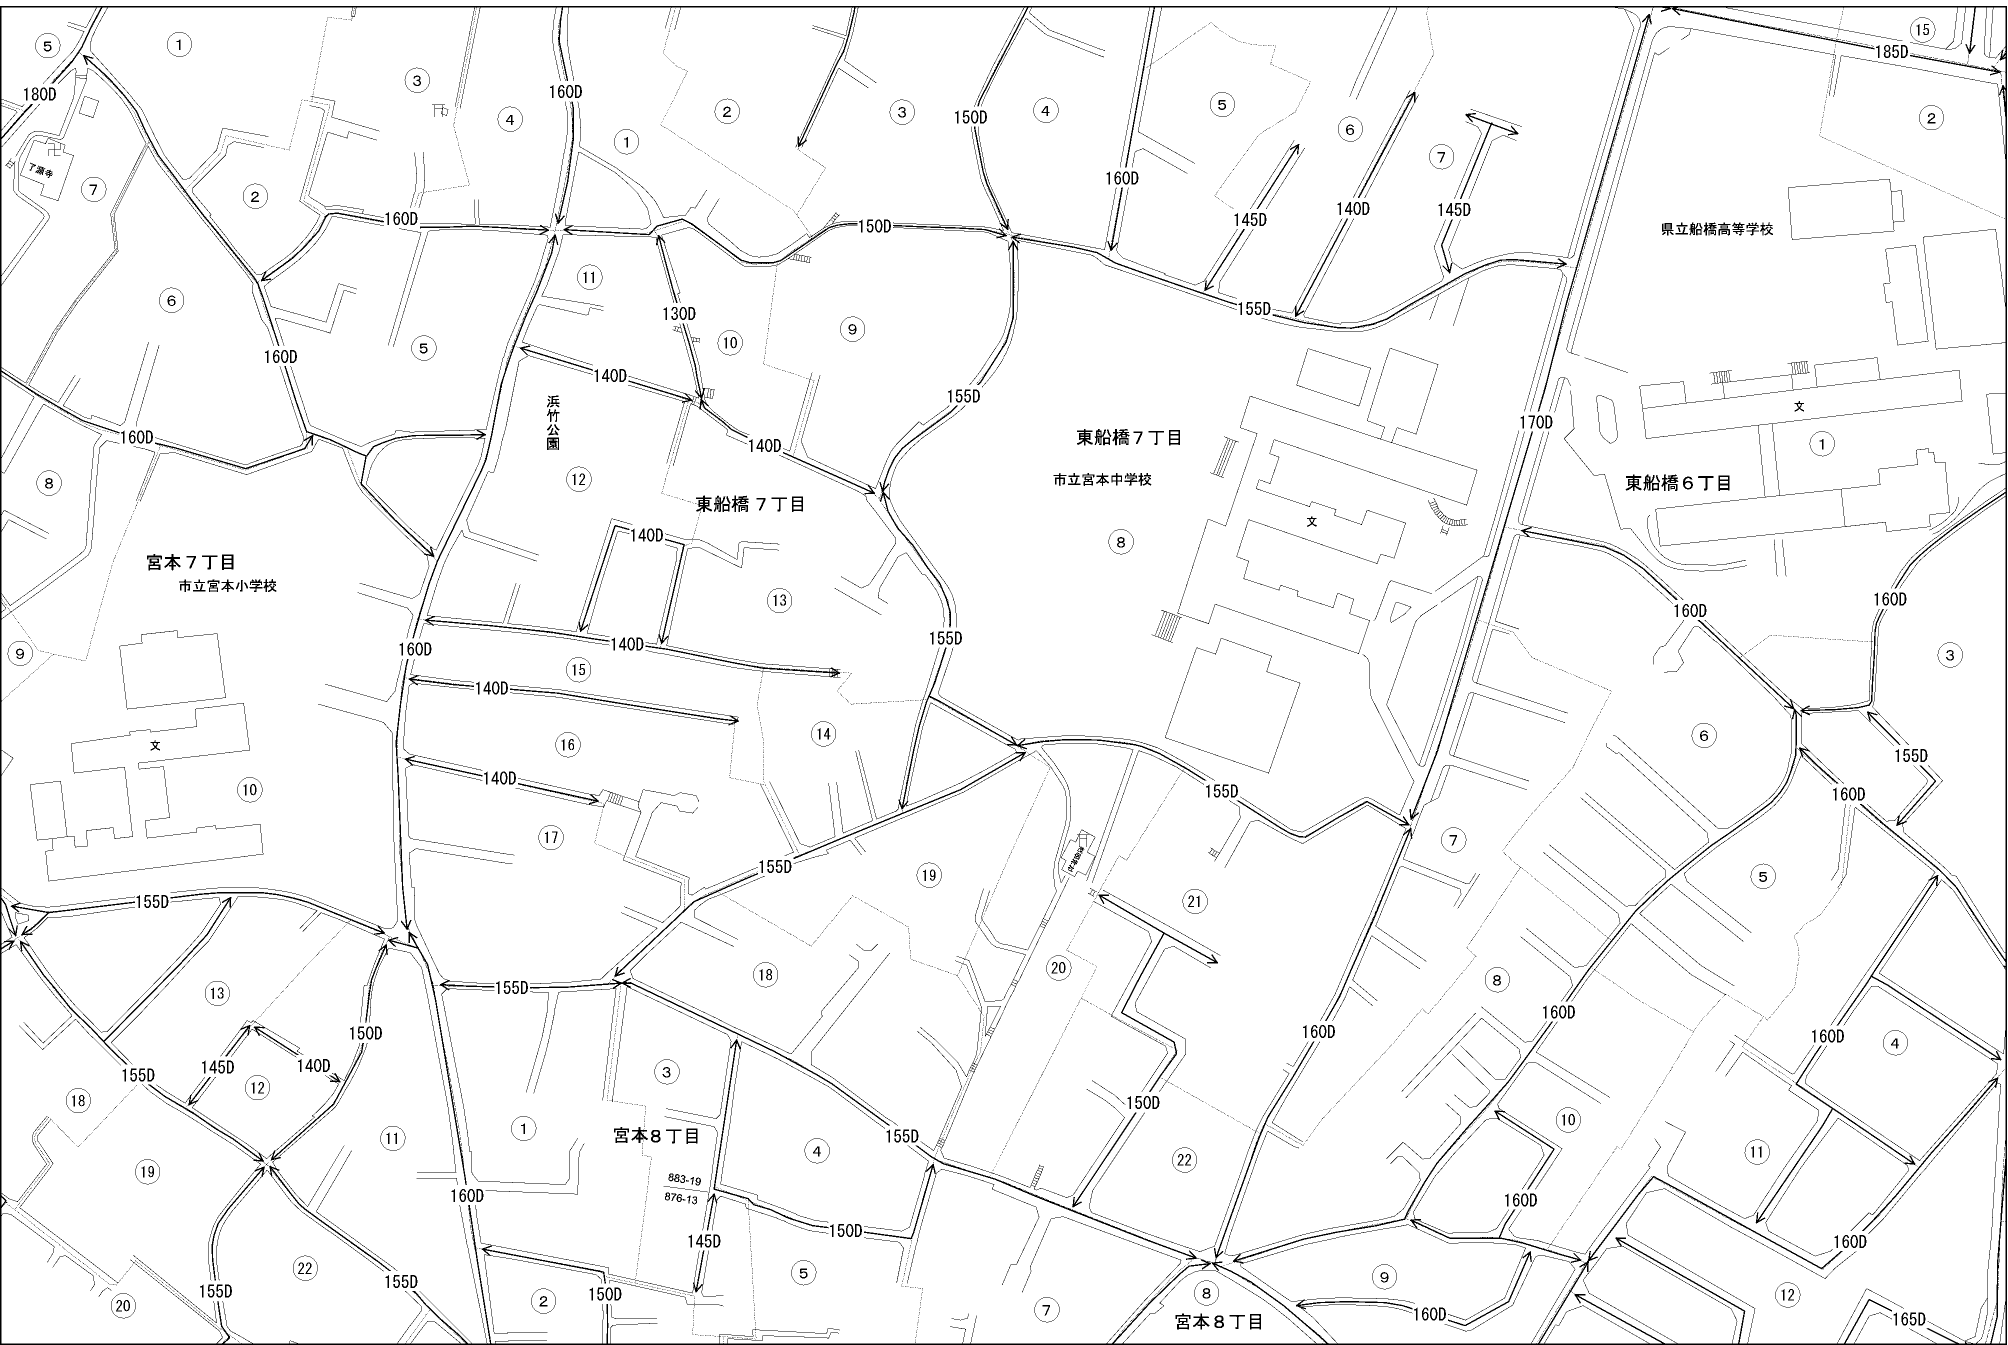 ⑤
①
③
④
①
②
③
④
⑤
⑥
⑦
⑮
185D
②
180D
160D
150D
了源寺
⑦
②
160D
160D
150D
160D
145D
140D
145D
県立船橋高等学校
⑥
⑪
130D
⑩
⑨
155D
160D
⑤
140D
浜竹公園
155D
160D
140D
東船橋7丁目
市立宮本中学校
170D
文
①
⑧
⑫
東船橋7丁目
東船橋6丁目
文
⑧
宮本7丁目
市立宮本小学校
140D
⑬
160D
160D
⑨
160D
140D
155D
③
⑮
140D
文
⑩
⑯
⑭
⑥
155D
140D
155D
160D
⑰
155D
⑲
⑦
⑤
155D
㉑
⑱
⑳
⑧
⑬
155D
150D
160D
160D
160D
④
155D
145D
140D
⑫
③
150D
⑱
⑩
①
宮本8丁目
155D
⑪
④
㉒
⑪
⑲
883-19
876-13
160D
160D
150D
145D
160D
㉒
155D
155D
⑤
⑨
⑳
②
150D
⑦
⑧
宮本8丁目
160D
⑫
165D